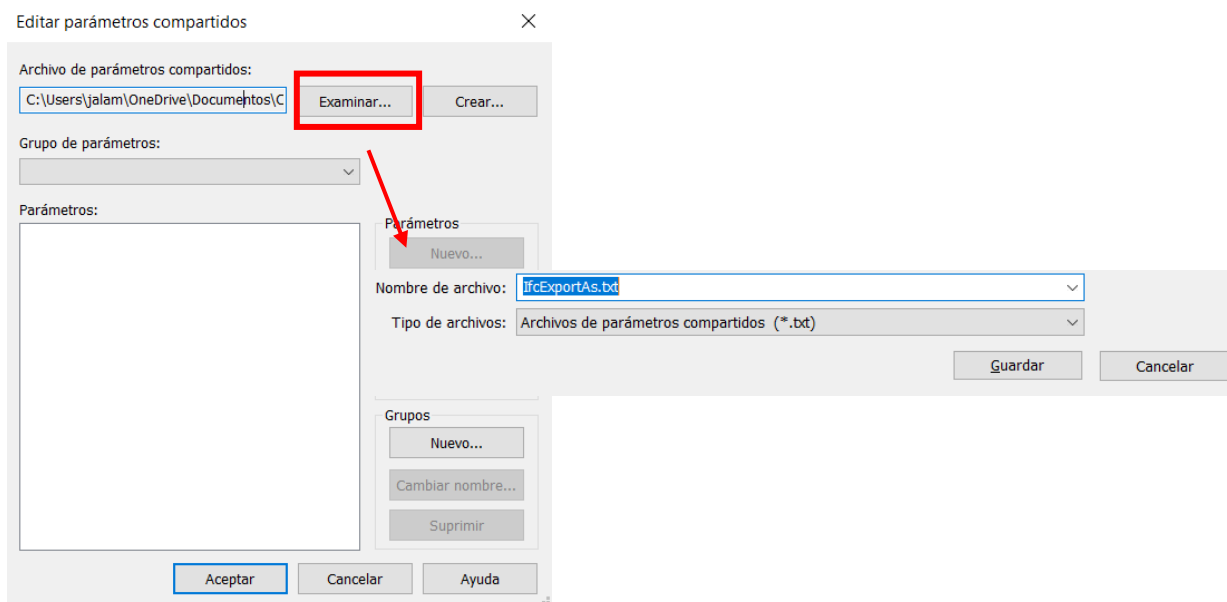 Editar parámetros compartidos
Archivo de parámetros compartidos:
C:\Users\jalam\OneDrive\Documentos\C
Examinar...
Crear...
Grupo de parámetros:
Parámetros:
Parámetros
Nuevo...
Nombre de archivo:
IfcExportAs.txt
Tipo de archivos:
Archivos de parámetros compartidos (*.txt)
Guardar
Cancelar
Grupos
Nuevo...
Cambiar nombre...
Suprimir
Aceptar
Cancelar
Ayuda